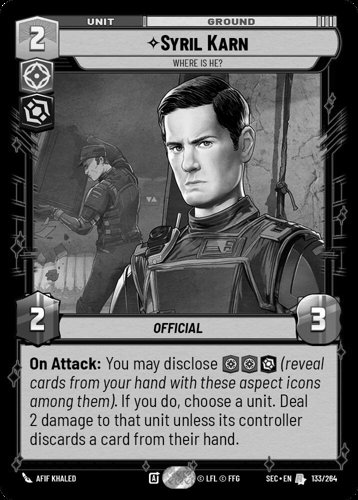 UNIT GROUND
2
✧SYRIL KARN
WHERE IS HE?
2
OFFICIAL
3
On Attack: You may disclose (reveal
cards from your hand with these aspect icons
among them). If you do, choose a unit. Deal
2 damage to that unit unless its controller
discards a card from their hand.
AFIF KHALED
© LFL © FFG
SEC • EN 133/264